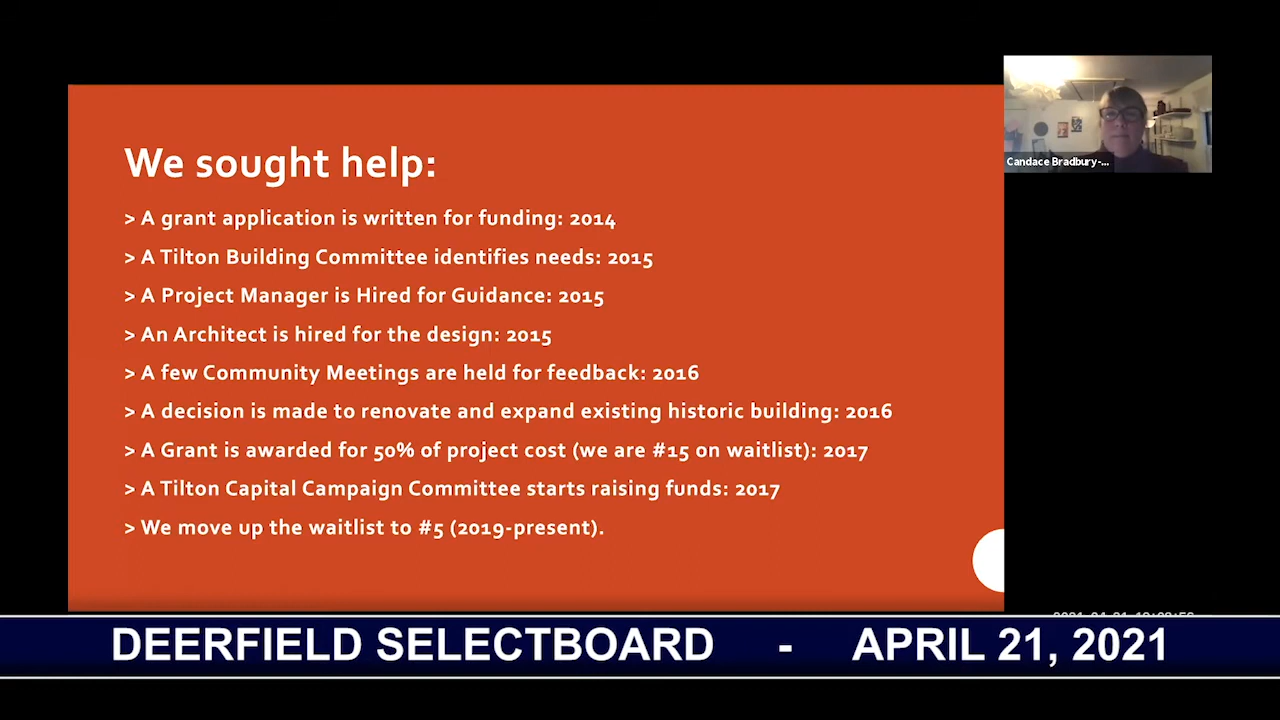 We sought help:
> A grant application is written for funding: 2014
> A Tilton Building Committee identifies needs: 2015
> A Project Manager is Hired for Guidance: 2015
> An Architect is hired for the design: 2015
> A few Community Meetings are held for feedback: 2016
> A decision is made to renovate and expand existing historic building: 2016
> A Grant is awarded for 50% of project cost (we are #15 on waitlist): 2017
> A Tilton Capital Campaign Committee starts raising funds: 2017
> We move up the waitlist to #5 (2019-present).
Candace Bradbury-...
DEERFIELD SELECTBOARD - APRIL 21, 2021